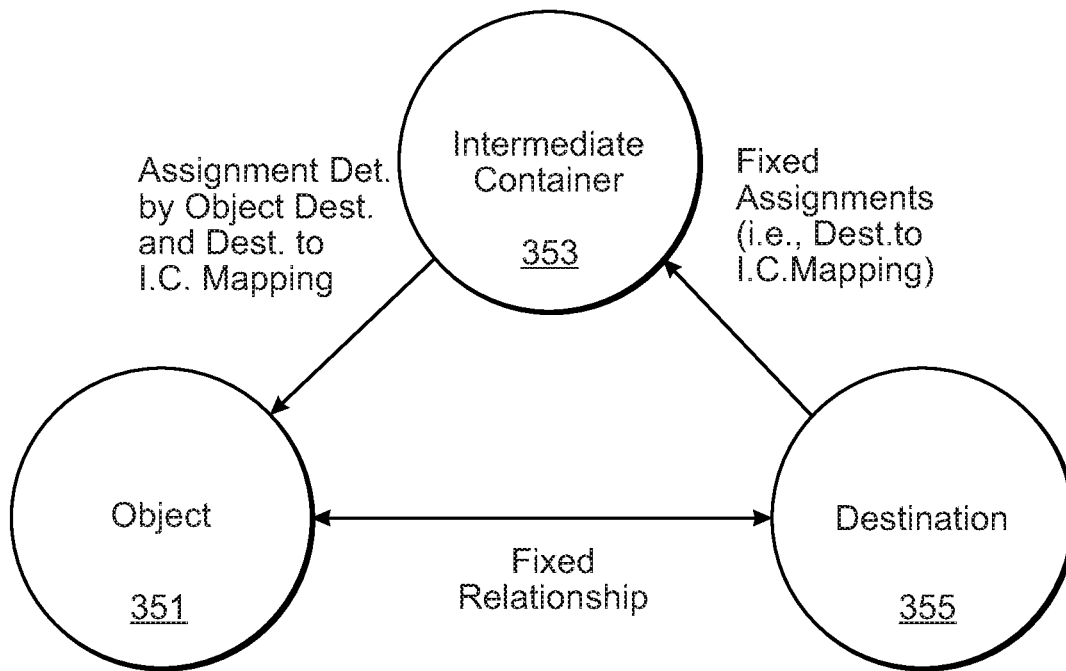 Intermediate
Container
353
Assignment Det.
by Object Dest.
and Dest. to
I.C. Mapping
Fixed
Assignments
(i.e., Dest.to
I.C.Mapping)
Object
351
Fixed
Relationship
Destination
355